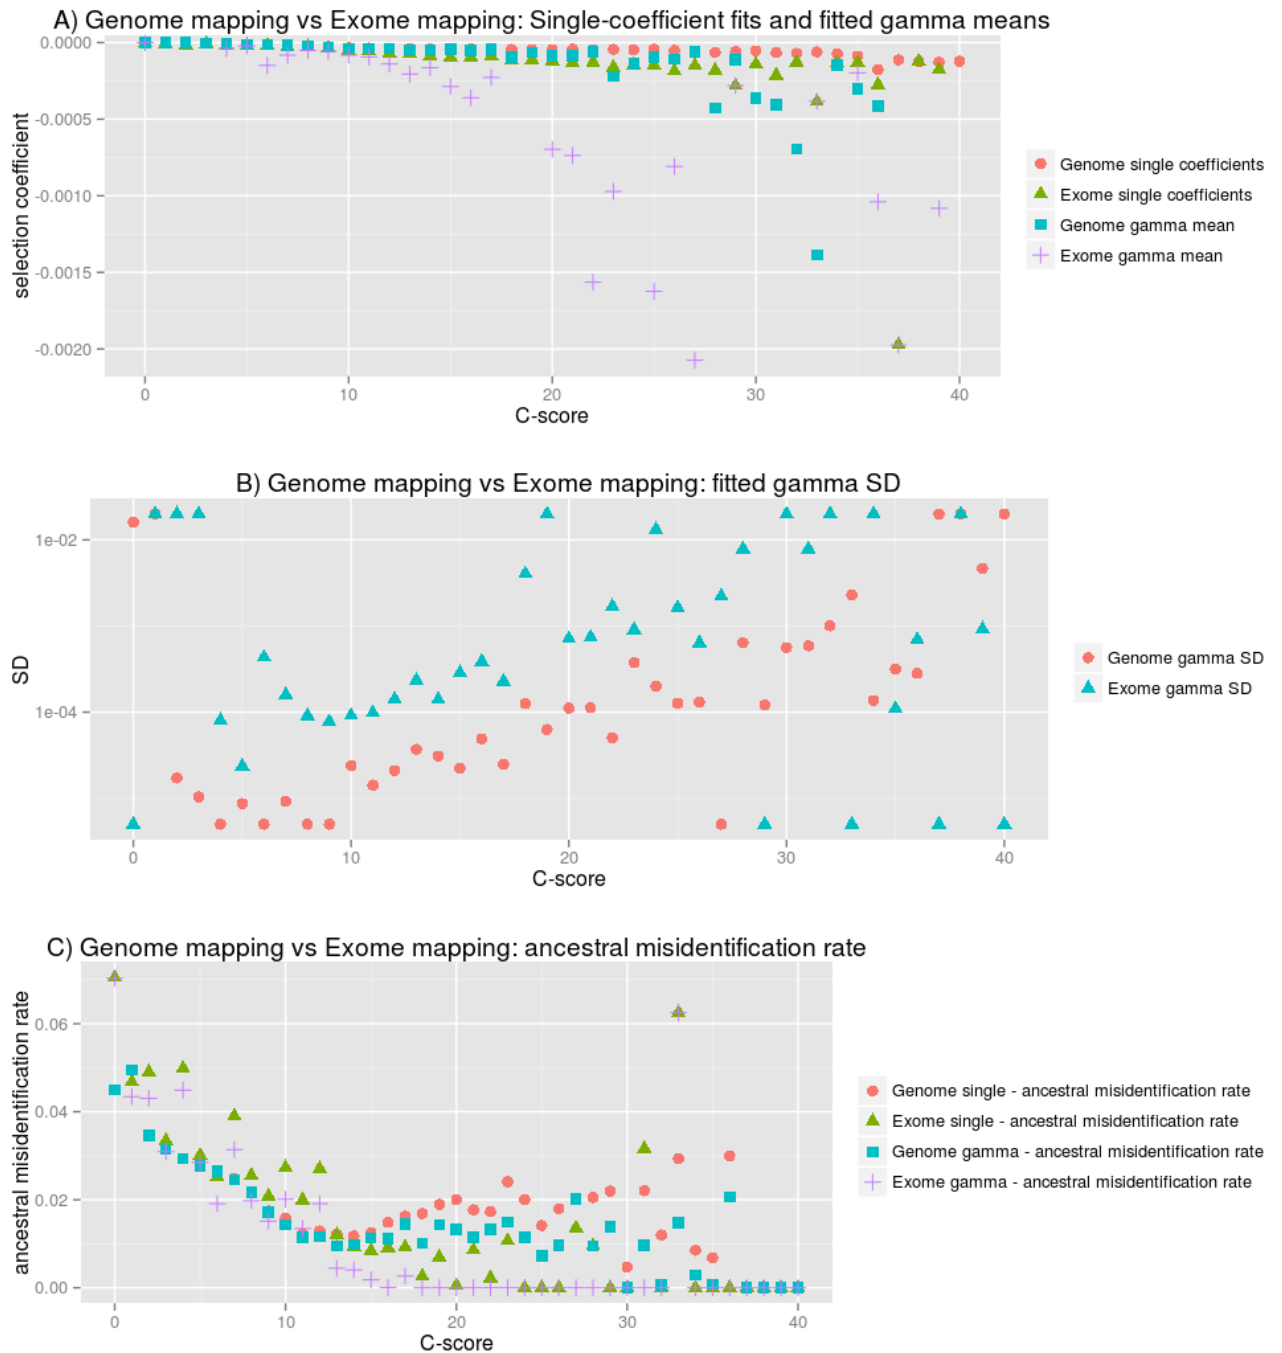 A) Genome mapping vs Exome mapping: Single-coefficient fits and fitted gamma means
0.0000
-0.0005
-0.0010
-0.0015
-0.0020
selection coefficient
0 10 20 30 40
C-score
Genome single coefficients
Exome single coefficients
Genome gamma mean
Exome gamma mean
B) Genome mapping vs Exome mapping: fitted gamma SD
1e-02
1e-04
SD
0 10 20 30 40
C-score
Genome gamma SD
Exome gamma SD
C) Genome mapping vs Exome mapping: ancestral misidentification rate
0.06
0.04
0.02
0.00
ancestral misidentification rate
0 10 20 30 40
C-score
Genome single - ancestral misidentification rate
Exome single - ancestral misidentification rate
Genome gamma - ancestral misidentification rate
Exome gamma - ancestral misidentification rate